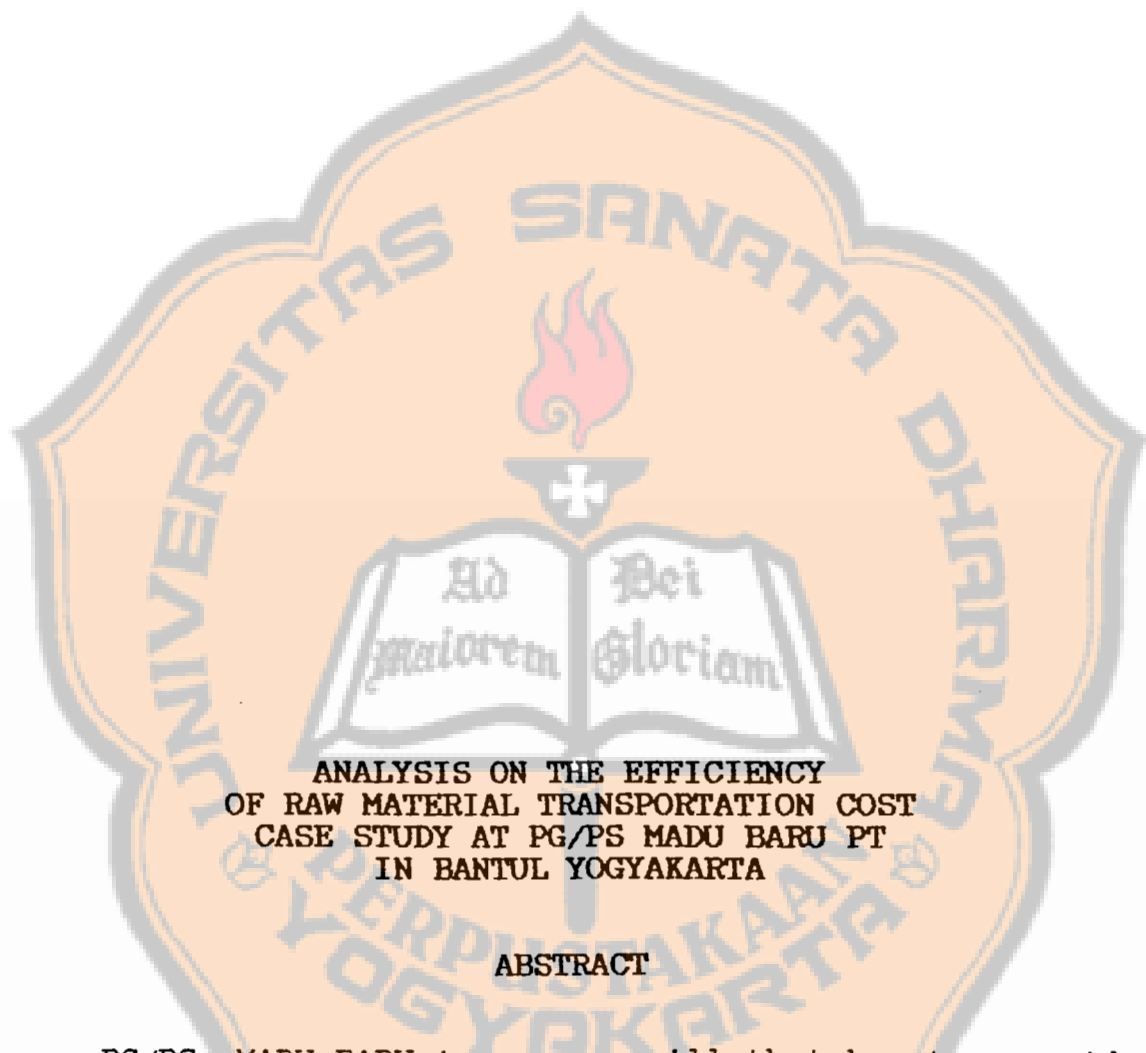 UNIVERSITAS SANATA DHARMA
Ad Dei
Maiorem Gloriam
ANALYSIS ON THE EFFICIENCY
OF RAW MATERIAL TRANSPORTATION COST
CASE STUDY AT PG/PS MADU BARU PT
IN BANTUL YOGYAKARTA
PERPUSTAKAAN
YOGYAKARTA
ABSTRACT